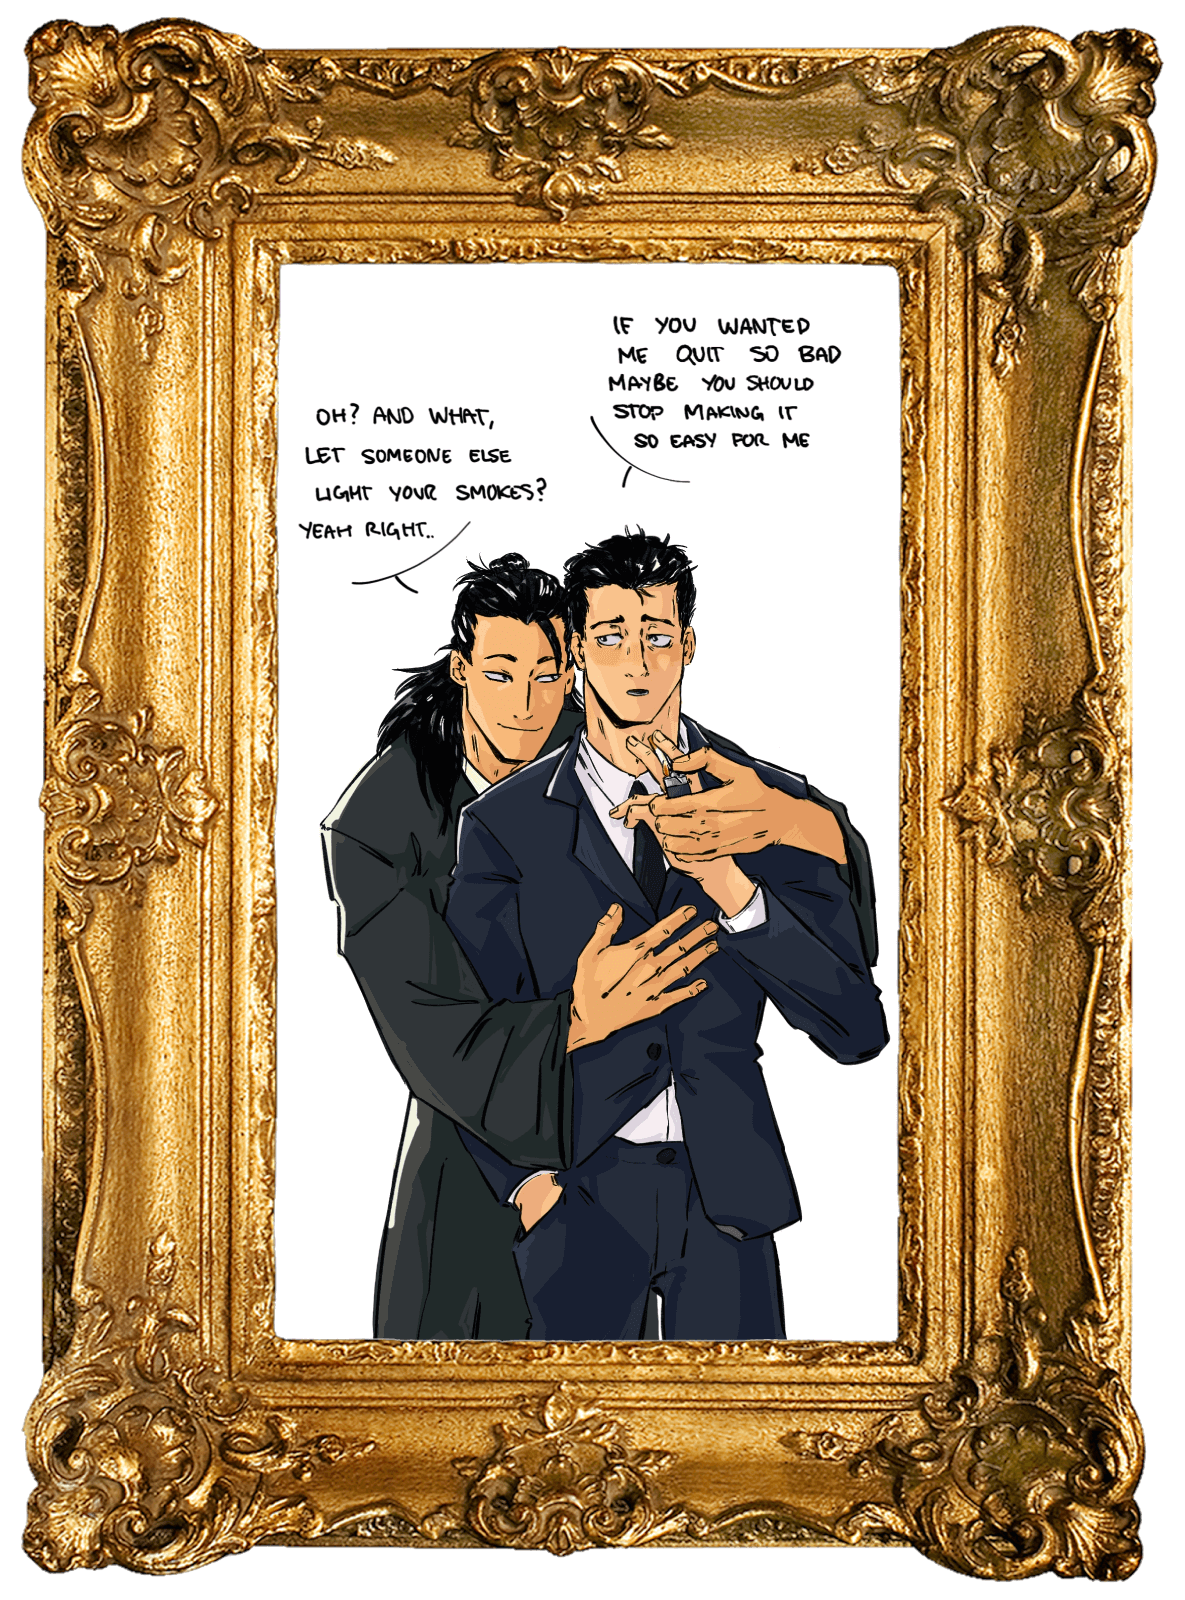 IF YOU WANTED
ME QUIT SO BAD
MAYBE YOU SHOULD
STOP MAKING IT
SO EASY FOR ME
OH? AND WHAT,
LET SOMEONE ELSE
LIGHT YOUR SMOKES?
YEAH RIGHT..